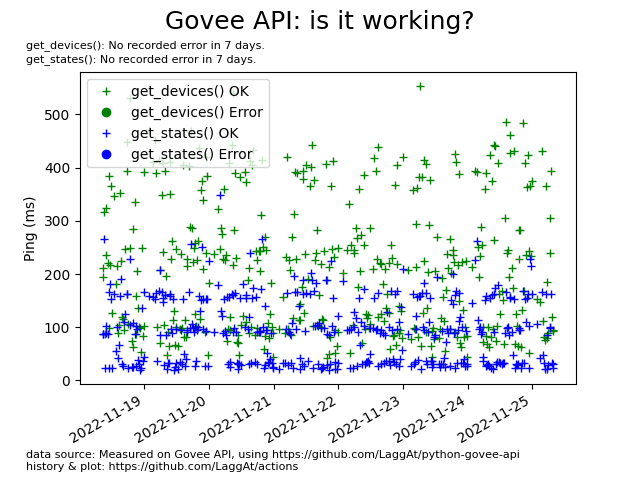 Govee API: is it working?
get_devices(): No recorded error in 7 days.
get_states(): No recorded error in 7 days.
get_devices() OK
get_devices() Error
get_states() OK
get_states() Error
500
400
300
200
100
0
Ping (ms)
2022-11-19
2022-11-20
2022-11-21
2022-11-22
2022-11-23
2022-11-24
2022-11-25
data source: Measured on Govee API, using https://github.com/LaggAt/python-govee-api
history & plot: https://github.com/LaggAt/actions